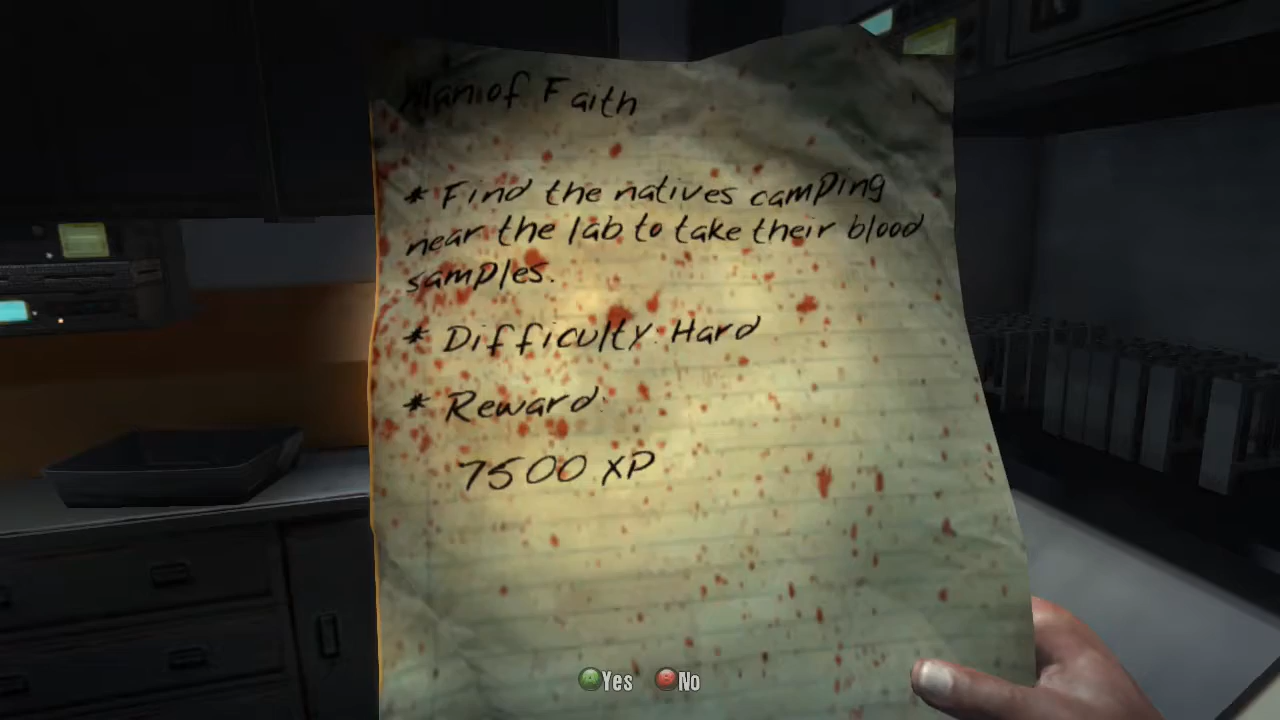 Man of Faith
* Find the natives camping
near the lab to take their blood
samples.
* Difficulty: Hard
* Reward:
7500 XP
A Yes B No